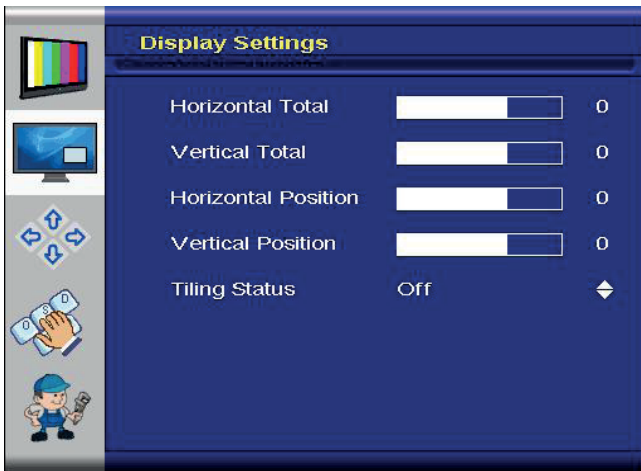 Display Settings
Horizontal Total 0
Vertical Total 0
Horizontal Position 0
Vertical Position 0
Tiling Status Off
O S D